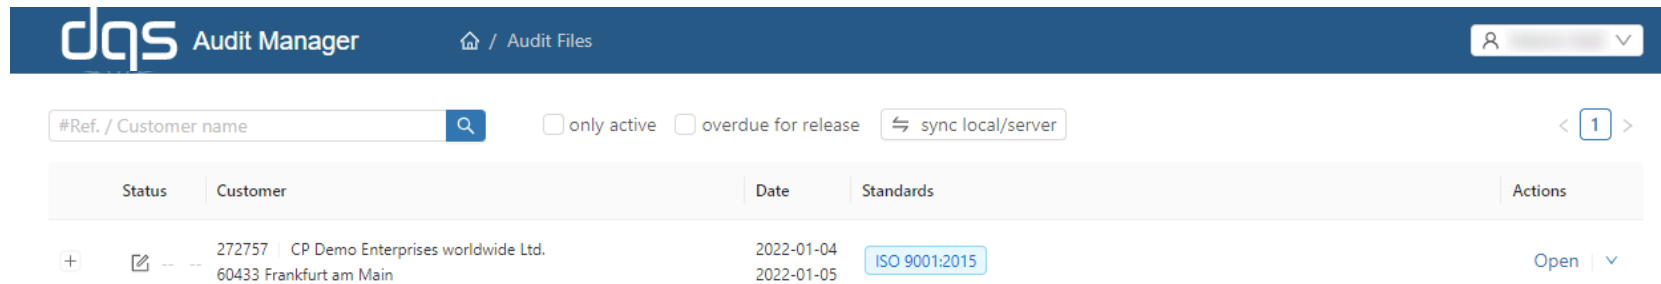 dqs Audit Manager / Audit Files
#Ref. / Customer name only active overdue for release sync local/server < 1 >
Status Customer Date Standards Actions
272757 CP Demo Enterprises worldwide Ltd. 2022-01-04 ISO 9001:2015 Open
60433 Frankfurt am Main 2022-01-05